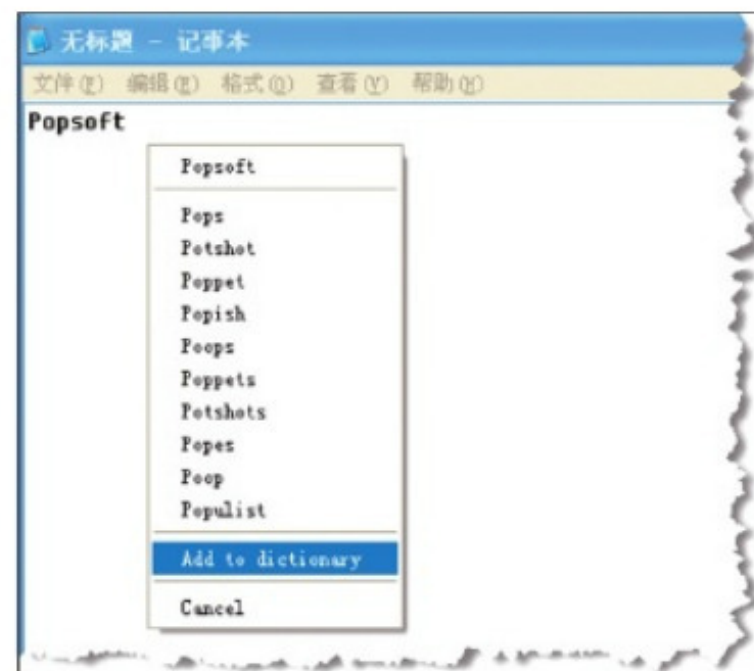 无标题 - 记事本
文件(F) 编辑(E) 格式(O) 查看(V) 帮助(H)
Popsoft
Popsoft
Pops
Potshot
Poppet
Popish
Poops
Poppets
Potshots
Popes
Poop
Populist
Add to dictionary
Cancel